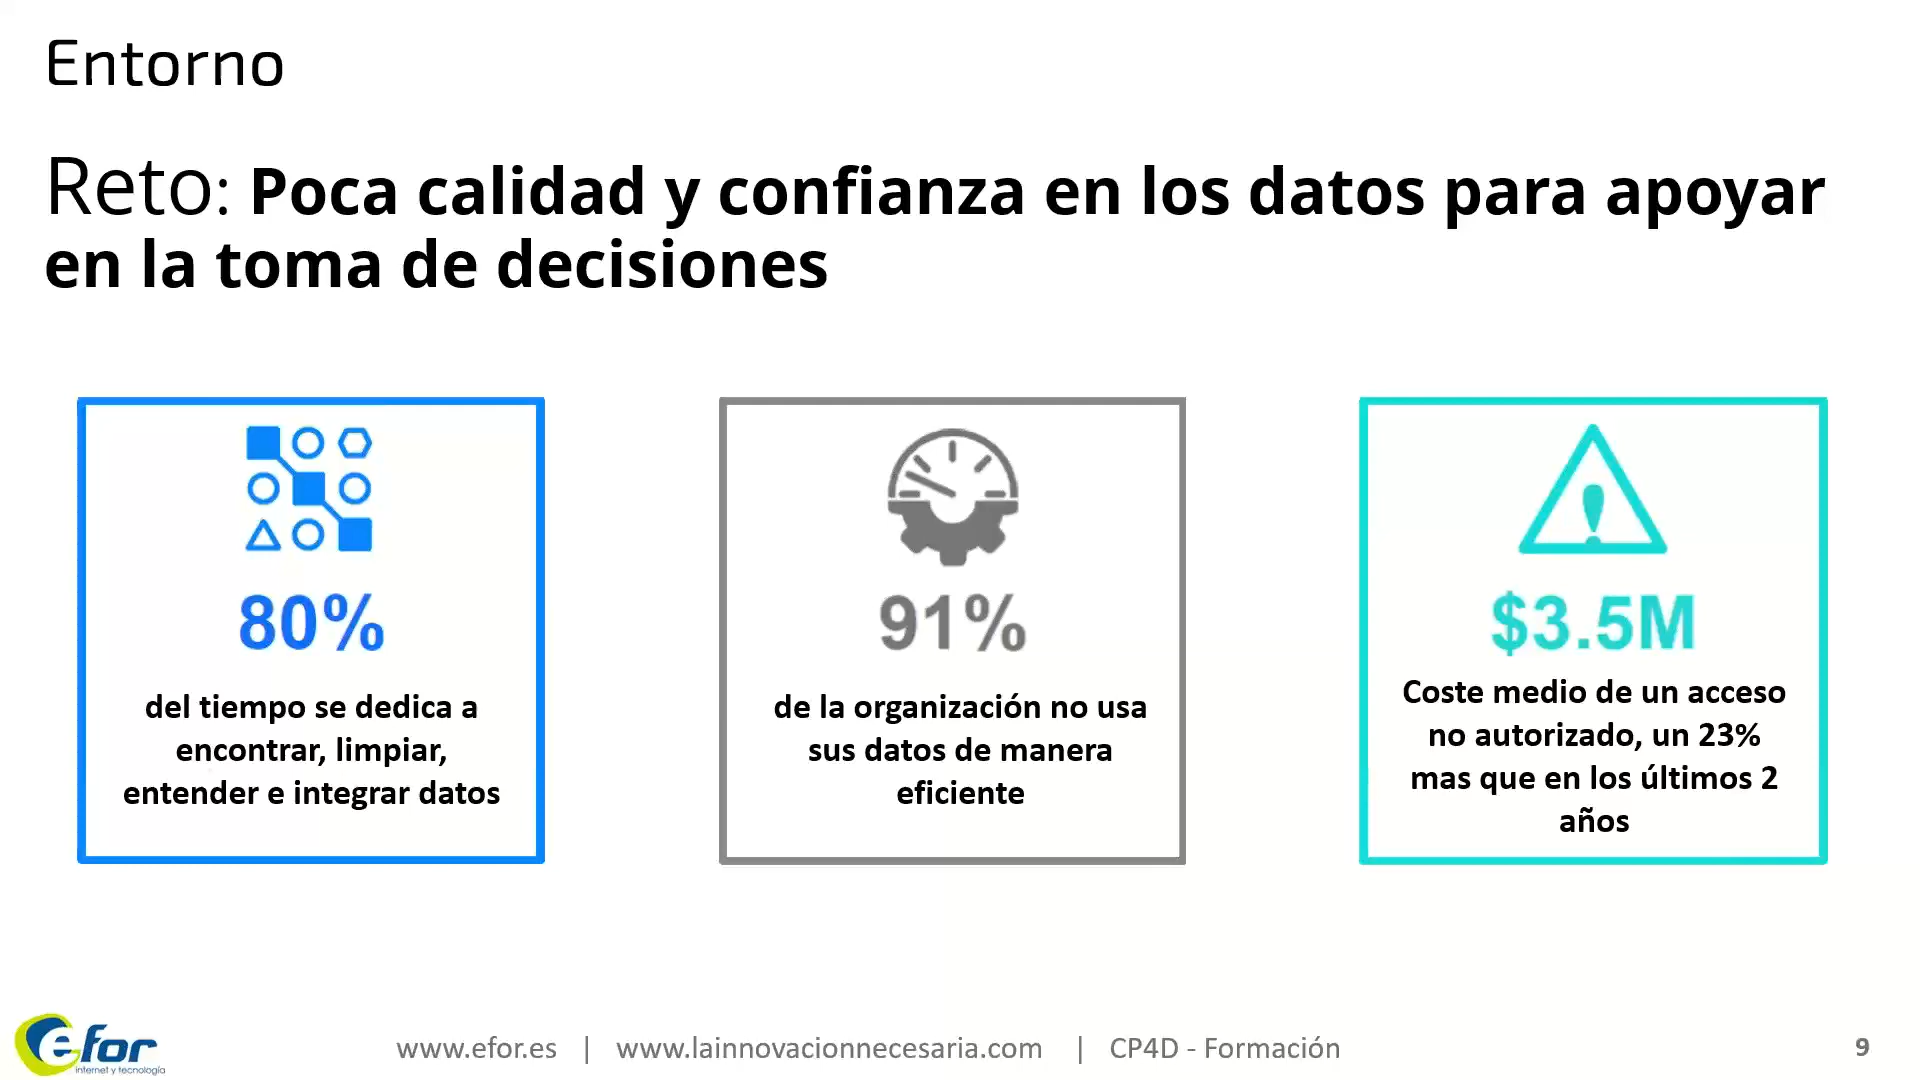 Entorno
Reto: Poca calidad y confianza en los datos para apoyar
en la toma de decisiones
80%
del tiempo se dedica a
encontrar, limpiar,
entender e integrar datos
91%
de la organización no usa
sus datos de manera
eficiente
$3.5M
Coste medio de un acceso
no autorizado, un 23%
mas que en los últimos 2
años
efor
internet y tecnología
www.efor.es | www.lainnovacionnecesaria.com | CP4D - Formación
9